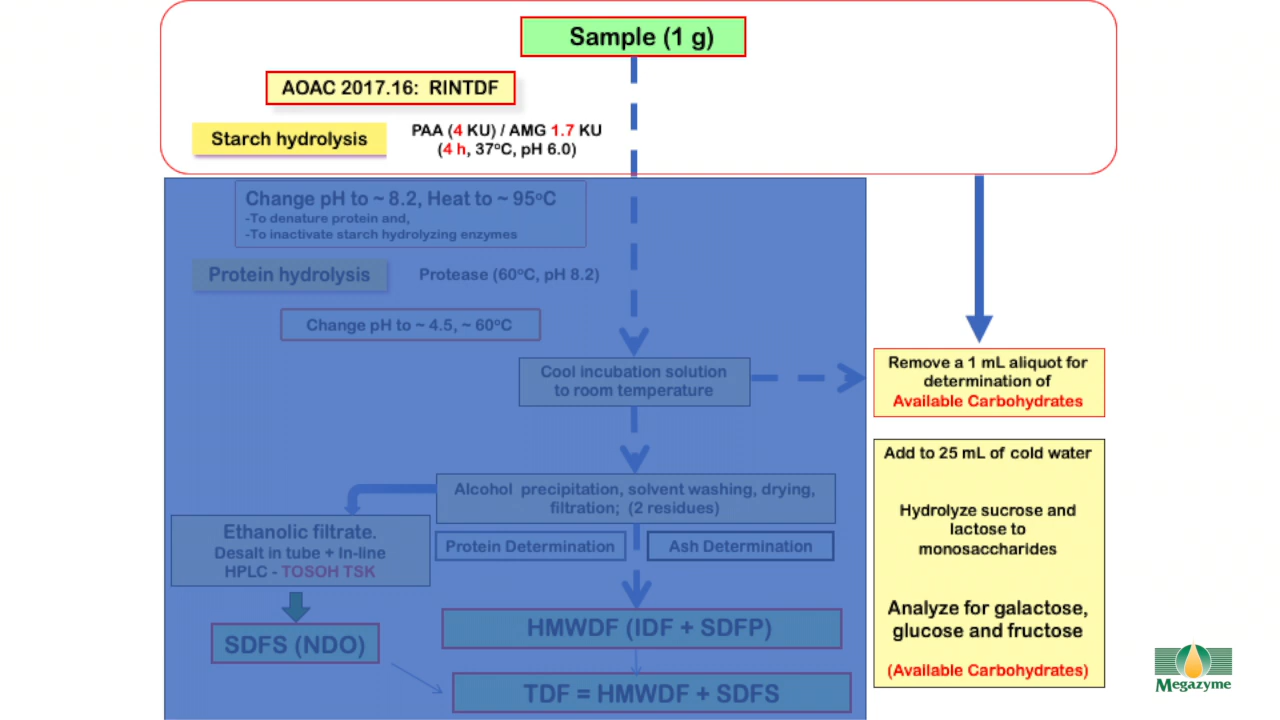 Sample (1 g)
AOAC 2017.16: RINTDF
Starch hydrolysis
PAA (4 KU) / AMG 1.7 KU
(4 h, 37°C, pH 6.0)
Change pH to ~ 8.2, Heat to ~ 95°C
-To denature protein and,
-To inactivate starch hydrolyzing enzymes
Protein hydrolysis
Protease (60°C, pH 8.2)
Change pH to ~ 4.5, ~ 60°C
Cool incubation solution
to room temperature
Remove a 1 mL aliquot for
determination of
Available Carbohydrates
Add to 25 mL of cold water
Hydrolyze sucrose and
lactose to
monosaccharides
Analyze for galactose,
glucose and fructose
(Available Carbohydrates)
Alcohol precipitation, solvent washing, drying,
filtration; (2 residues)
Ethanolic filtrate.
Desalt in tube + In-line
HPLC - TOSOH TSK
Protein Determination
Ash Determination
SDFS (NDO)
HMWDF (IDF + SDFP)
TDF = HMWDF + SDFS
Megazyme